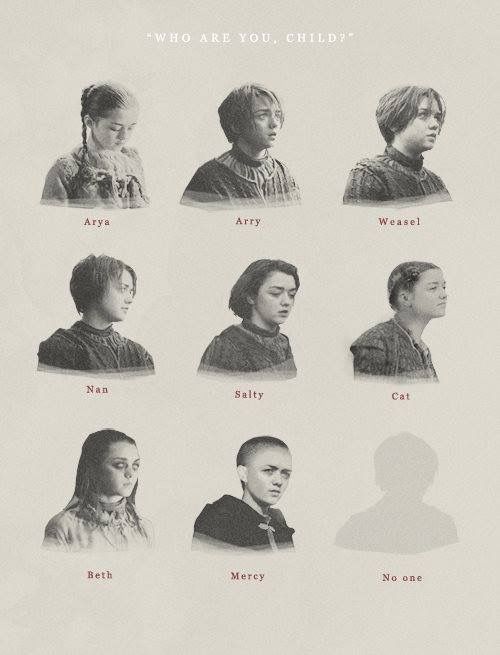 “WHO ARE YOU, CHILD?”
Arya Arry Weasel
Nan Salty Cat
Beth Mercy No one